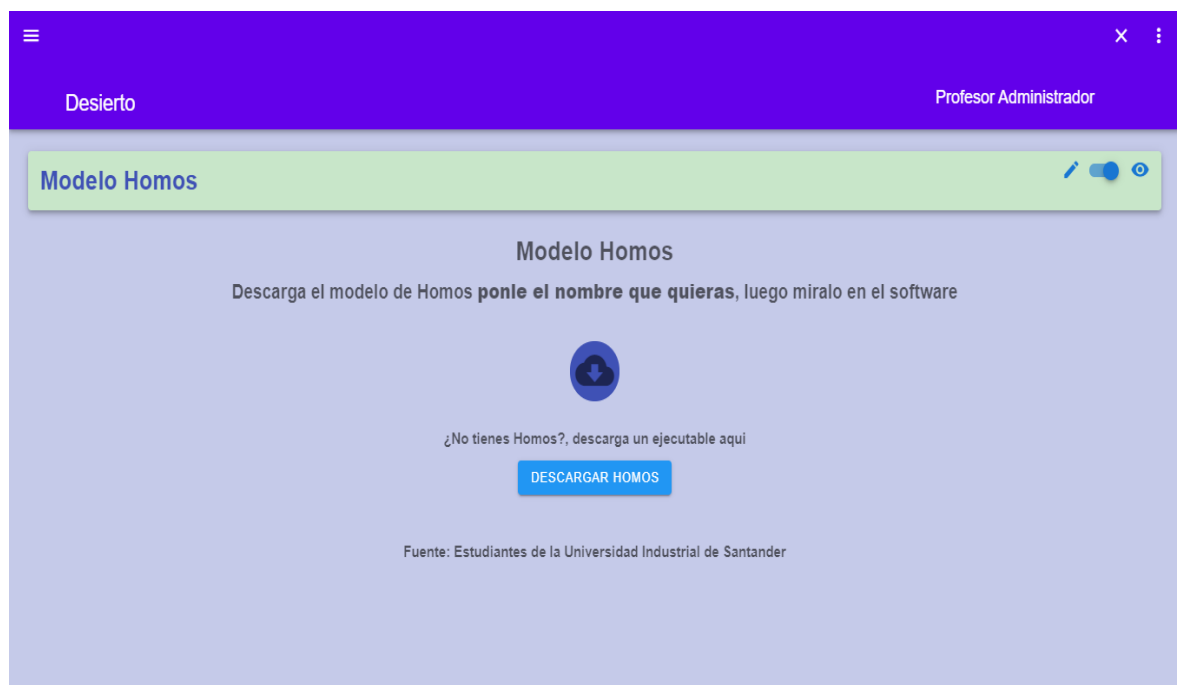 Desierto
Profesor Administrador
Modelo Homos
Modelo Homos
Descarga el modelo de Homos ponle el nombre que quieras, luego miralo en el software
¿No tienes Homos?, descarga un ejecutable aqui
DESCARGAR HOMOS
Fuente: Estudiantes de la Universidad Industrial de Santander